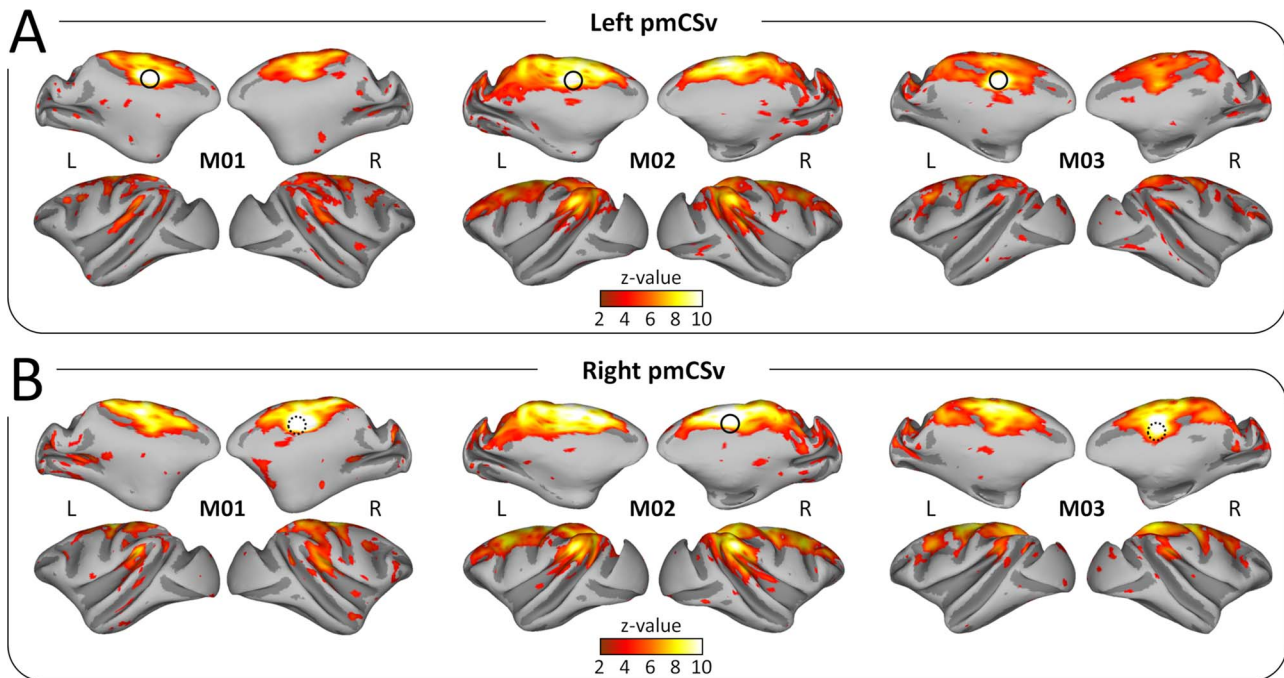 A
Left pmCSv
L M01 R
L M02 R
L M03 R
z-value
2 4 6 8 10
B
Right pmCSv
L M01 R
L M02 R
L M03 R
z-value
2 4 6 8 10